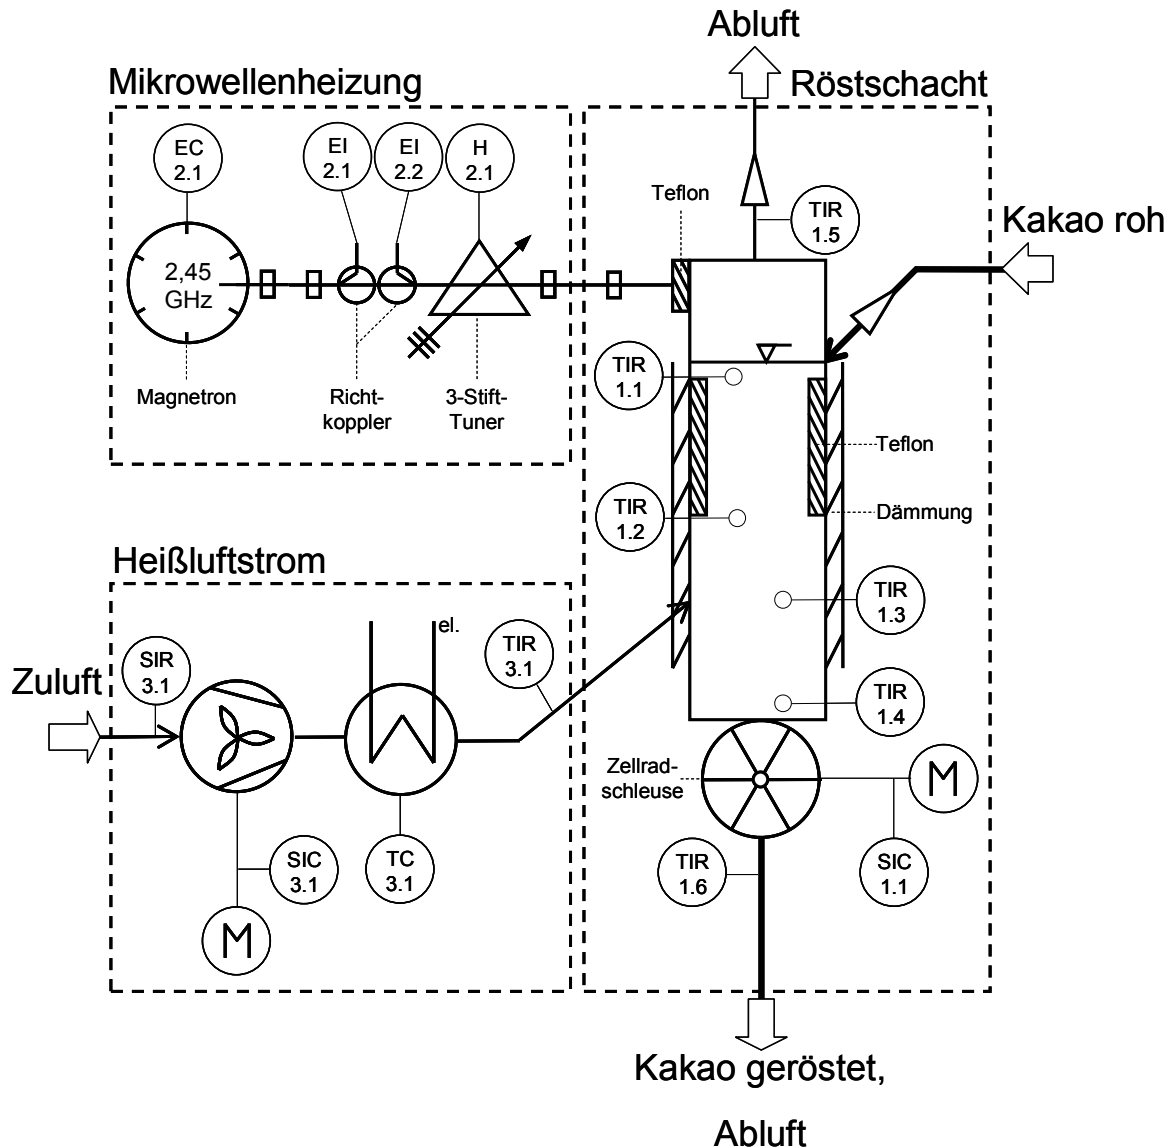 Abluft
Mikrowellenheizung
Röstschacht
EC
2.1
EI
2.1
EI
2.2
H
2.1
Teflon
TIR
1.5
Kakao roh
2,45
GHz
Magnetron
Richt-
koppler
3-Stift-
Tuner
TIR
1.1
Teflon
TIR
1.2
Dämmung
Heißluftstrom
TIR
1.3
el.
TIR
3.1
SIR
3.1
Zuluft
TIR
1.4
Zellrad-
schleuse
M
SIC
3.1
TC
3.1
TIR
1.6
SIC
1.1
M
Kakao geröstet,
Abluft